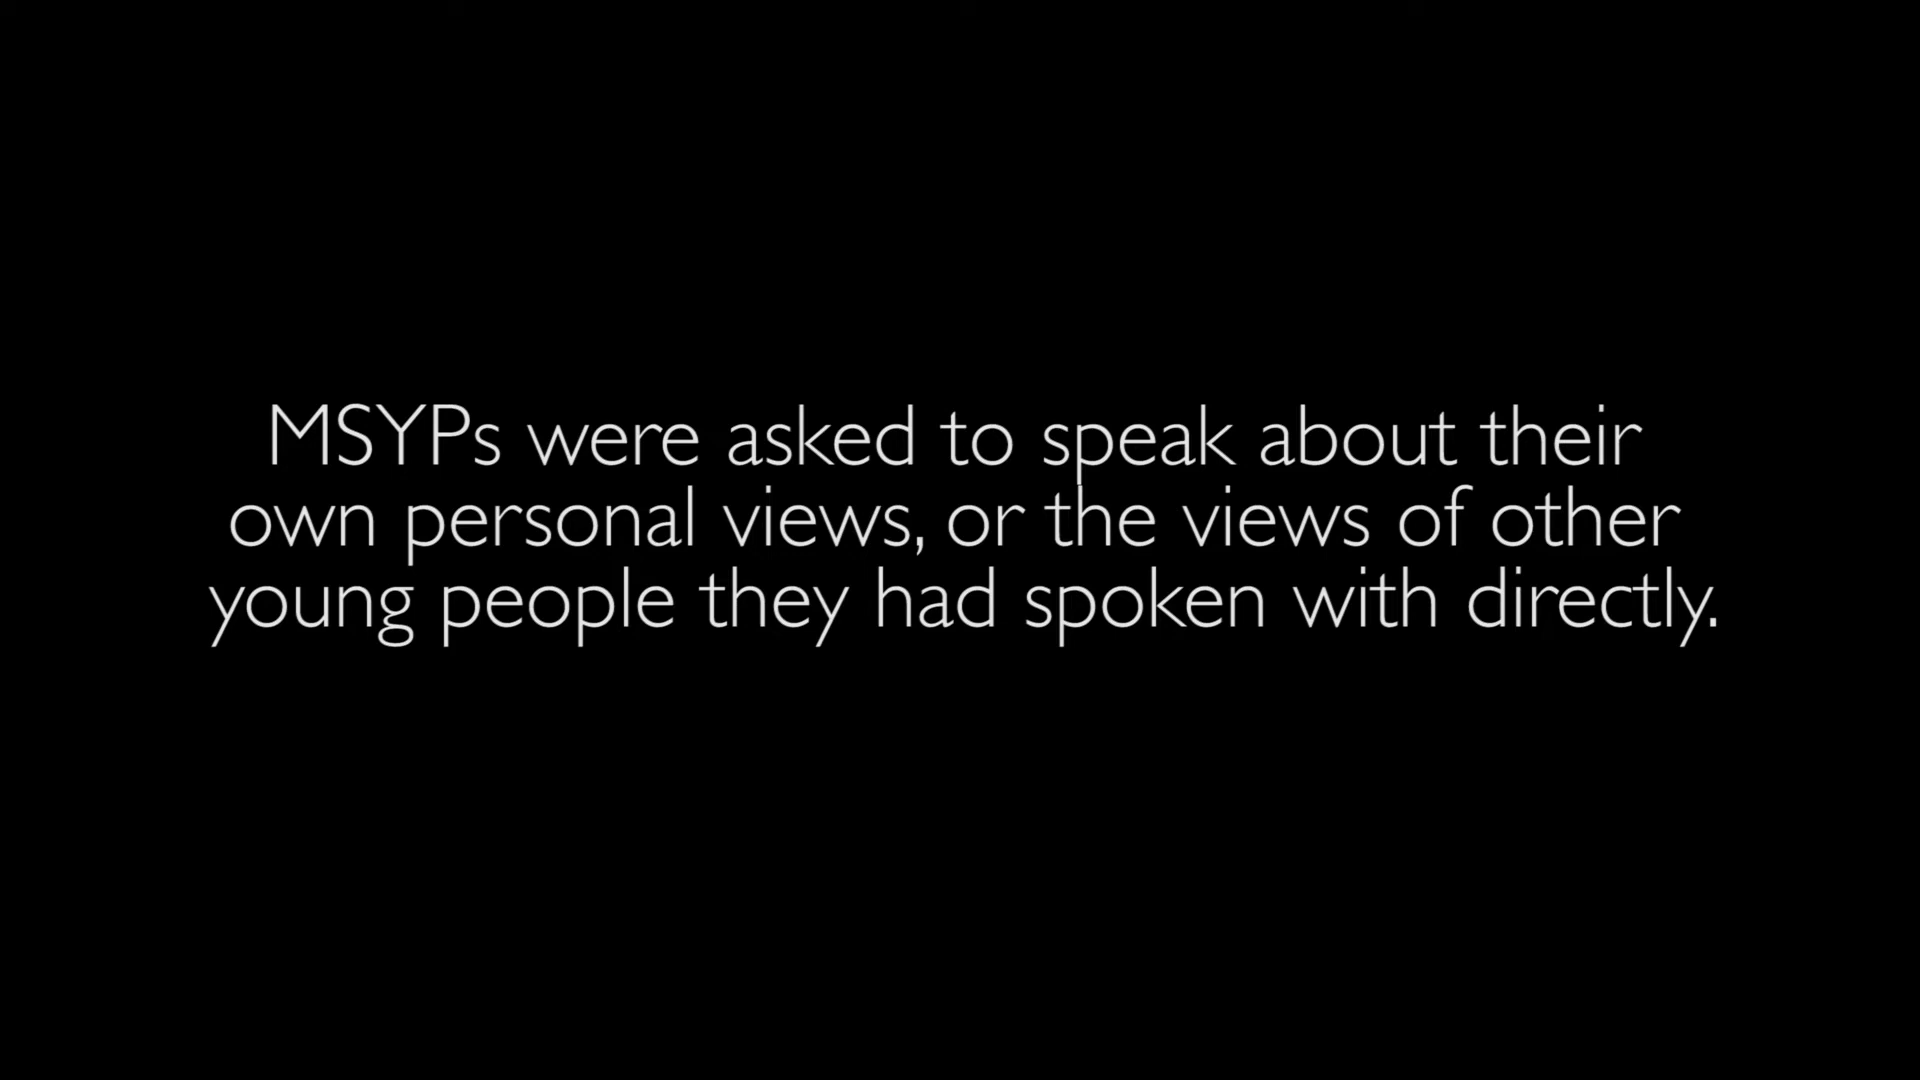 MSYPs were asked to speak about their
own personal views, or the views of other
young people they had spoken with directly.